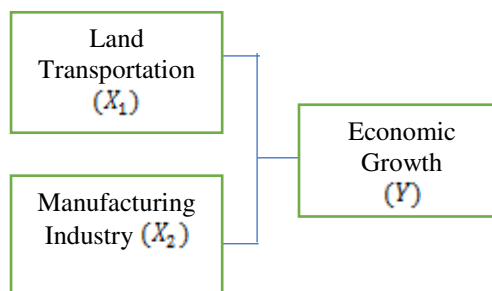 Land
Transportation
(X₁)
Manufacturing
Industry (X₂)
Economic
Growth
(Y)